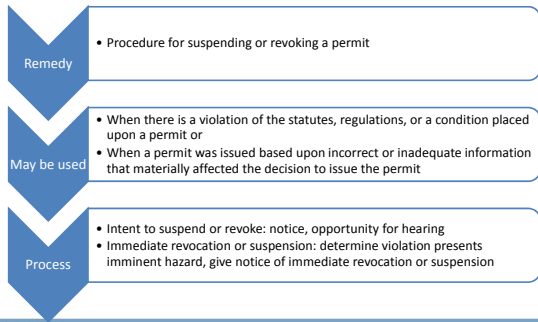 Remedy
• Procedure for suspending or revoking a permit
May be used
• When there is a violation of the statutes, regulations, or a condition placed
upon a permit or
• When a permit was issued based upon incorrect or inadequate information
that materially affected the decision to issue the permit
Process
• Intent to suspend or revoke: notice, opportunity for hearing
• Immediate revocation or suspension: determine violation presents
imminent hazard, give notice of immediate revocation or suspension